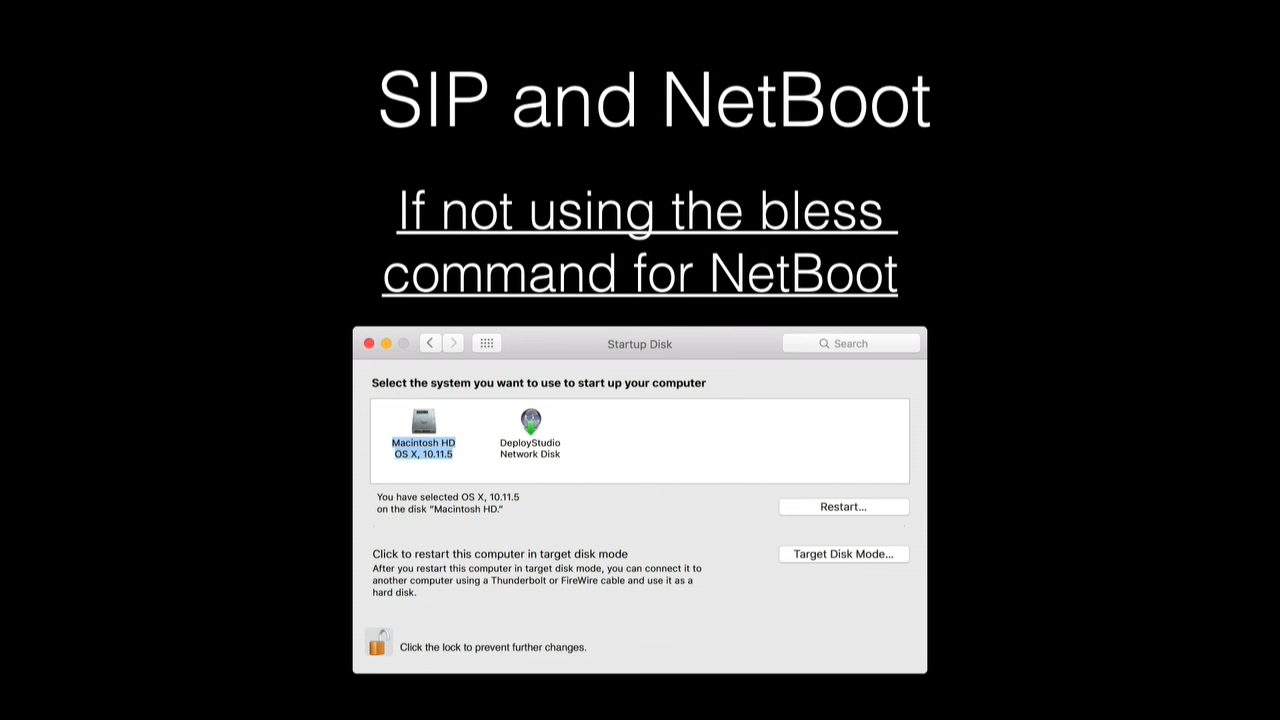 SIP and NetBoot
If not using the bless
command for NetBoot
Startup Disk
Search
Select the system you want to use to start up your computer
Macintosh HD
OS X, 10.11.5
DeployStudio
Network Disk
You have selected OS X, 10.11.5
on the disk “Macintosh HD.”
Restart...
Click to restart this computer in target disk mode
Target Disk Mode...
After you restart this computer in target disk mode, you can connect it to
another computer using a Thunderbolt or FireWire cable and use it as a
hard disk.
Click the lock to prevent further changes.